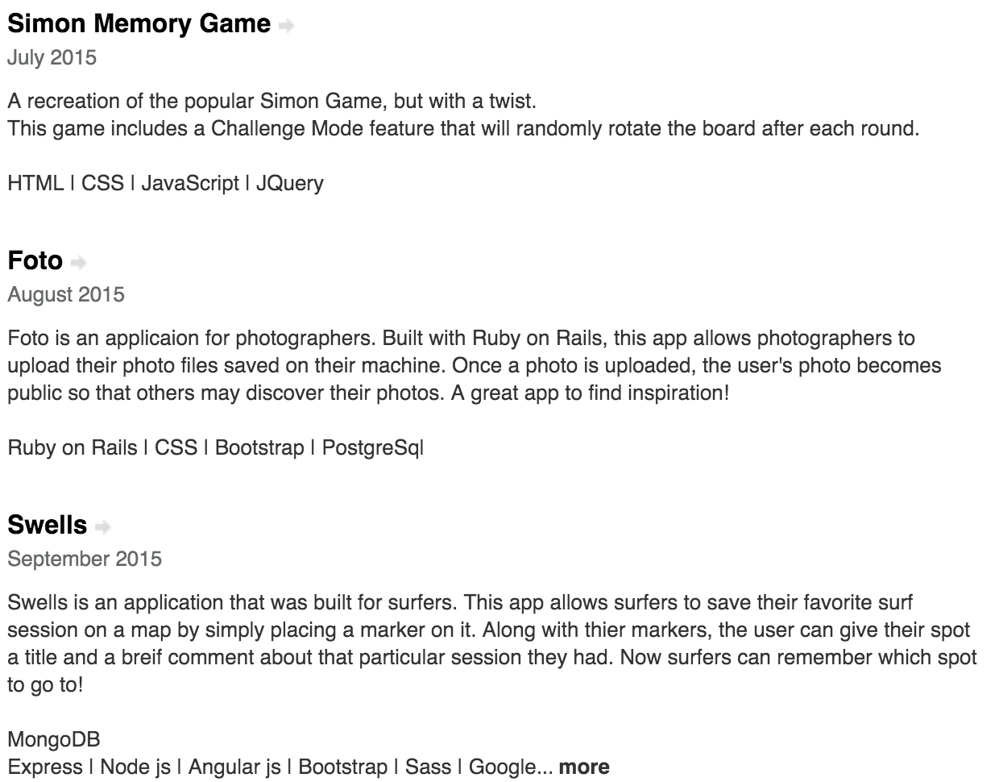 Simon Memory Game
July 2015
A recreation of the popular Simon Game, but with a twist.
This game includes a Challenge Mode feature that will randomly rotate the board after each round.
HTML | CSS | JavaScript | JQuery
Foto
August 2015
Foto is an applicaion for photographers. Built with Ruby on Rails, this app allows photographers to
upload their photo files saved on their machine. Once a photo is uploaded, the user's photo becomes
public so that others may discover their photos. A great app to find inspiration!
Ruby on Rails | CSS | Bootstrap | PostgreSql
Swells
September 2015
Swells is an application that was built for surfers. This app allows surfers to save their favorite surf
session on a map by simply placing a marker on it. Along with thier markers, the user can give their spot
a title and a breif comment about that particular session they had. Now surfers can remember which spot
to go to!
MongoDB
Express | Node js | Angular js | Bootstrap | Sass | Google... more